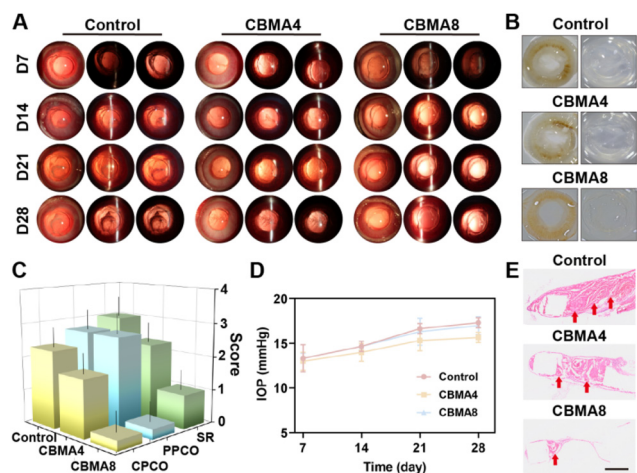 A
Control
CBMA4
CBMA8
D7
D14
D21
D28
B
Control
CBMA4
CBMA8
C
4
3
2
1
0
Score
Control
CBMA4
CBMA8
CPCO
PPCO
SR
D
IOP (mmHg)
20
15
10
5
0
Control
CBMA4
CBMA8
7
14
21
28
Time (day)
E
Control
CBMA4
CBMA8